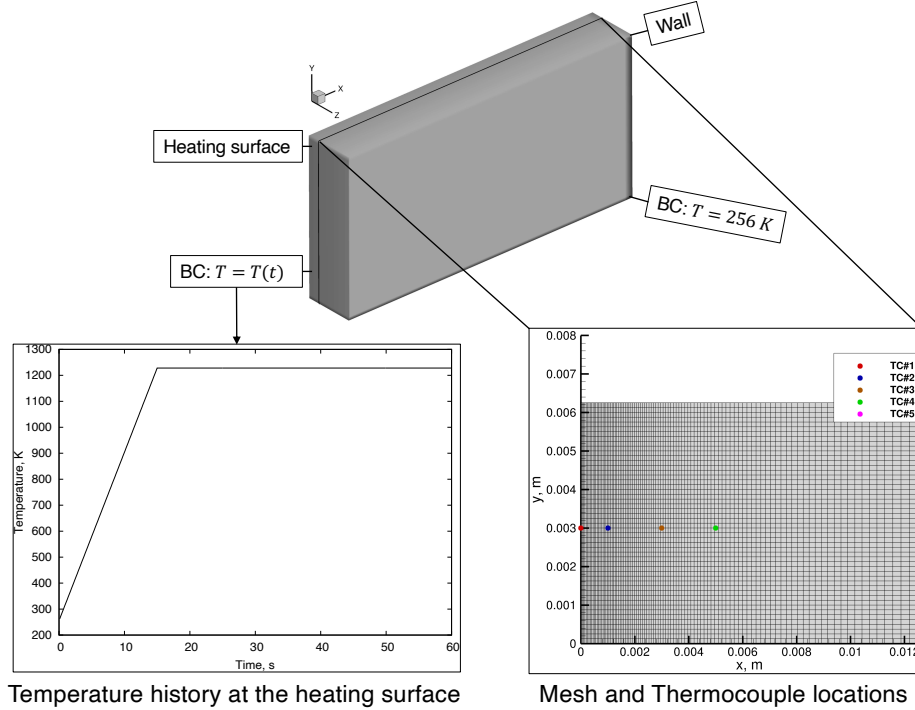 Wall
Y
X
Z
Heating surface
BC: T = 256 K
BC: T = T(t)
1300
1200
1100
1000
900
800
700
600
500
400
300
200
Temperature, K
0 10 20 30 40 50 60
Time, s
0.008
0.007
0.006
0.005
0.004
0.003
0.002
0.001
0
y, m
TC#1
TC#2
TC#3
TC#4
TC#5
0 0.002 0.004 0.006 0.008 0.01 0.012
x, m
Temperature history at the heating surface
Mesh and Thermocouple locations